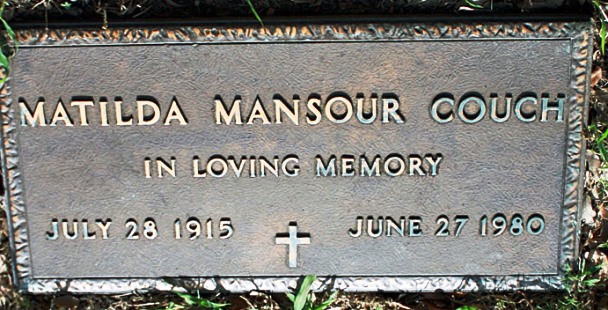 MATILDA MANSOUR COUCH
IN LOVING MEMORY
JULY 28 1915 JUNE 27 1980